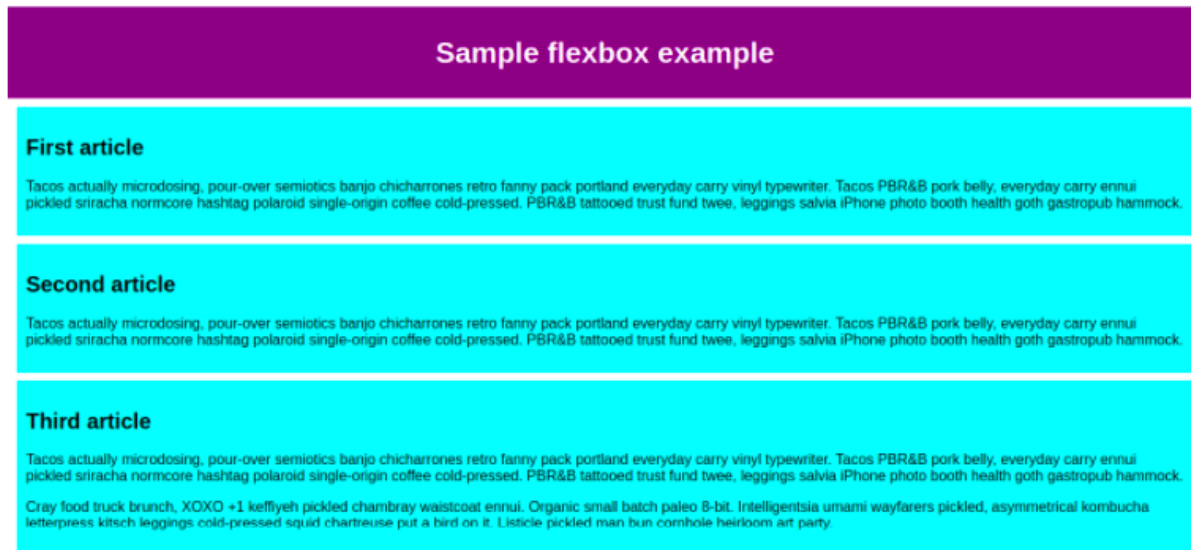 Sample flexbox example
First article
Tacos actually microdosing, pour-over semiotics banjo chicharrones retro fanny pack portland everyday carry vinyl typewriter. Tacos PBR&B pork belly, everyday carry ennui
pickled sriracha normcore hashtag polaroid single-origin coffee cold-pressed. PBR&B tattooed trust fund twee, leggings salvia iPhone photo booth health goth gastropub hammock.
Second article
Tacos actually microdosing, pour-over semiotics banjo chicharrones retro fanny pack portland everyday carry vinyl typewriter. Tacos PBR&B pork belly, everyday carry ennui
pickled sriracha normcore hashtag polaroid single-origin coffee cold-pressed. PBR&B tattooed trust fund twee, leggings salvia iPhone photo booth health goth gastropub hammock.
Third article
Tacos actually microdosing, pour-over semiotics banjo chicharrones retro fanny pack portland everyday carry vinyl typewriter. Tacos PBR&B pork belly, everyday carry ennui
pickled sriracha normcore hashtag polaroid single-origin coffee cold-pressed. PBR&B tattooed trust fund twee, leggings salvia iPhone photo booth health goth gastropub hammock.
Cray food truck brunch, XOXO +1 keffiyeh pickled chambray waistcoat ennui. Organic small batch paleo 8-bit. Intelligentsia umami wayfarers pickled, asymmetrical kombucha
letterpress kitsch leggings cold-pressed squid chartreuse put a bird on it. Listicle pickled man bun cornhole heirloom art party.